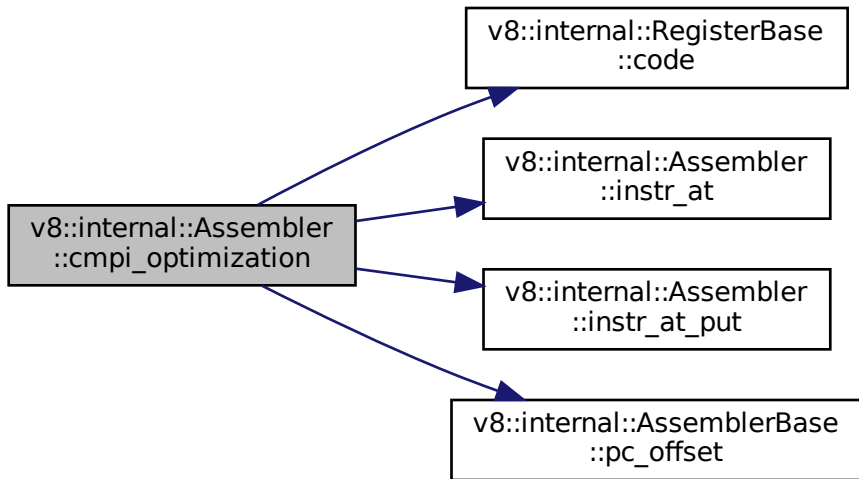 v8::internal::RegisterBase
::code
v8::internal::Assembler
::instr_at
v8::internal::Assembler
::cmpi_optimization
v8::internal::Assembler
::instr_at_put
v8::internal::AssemblerBase
::pc_offset